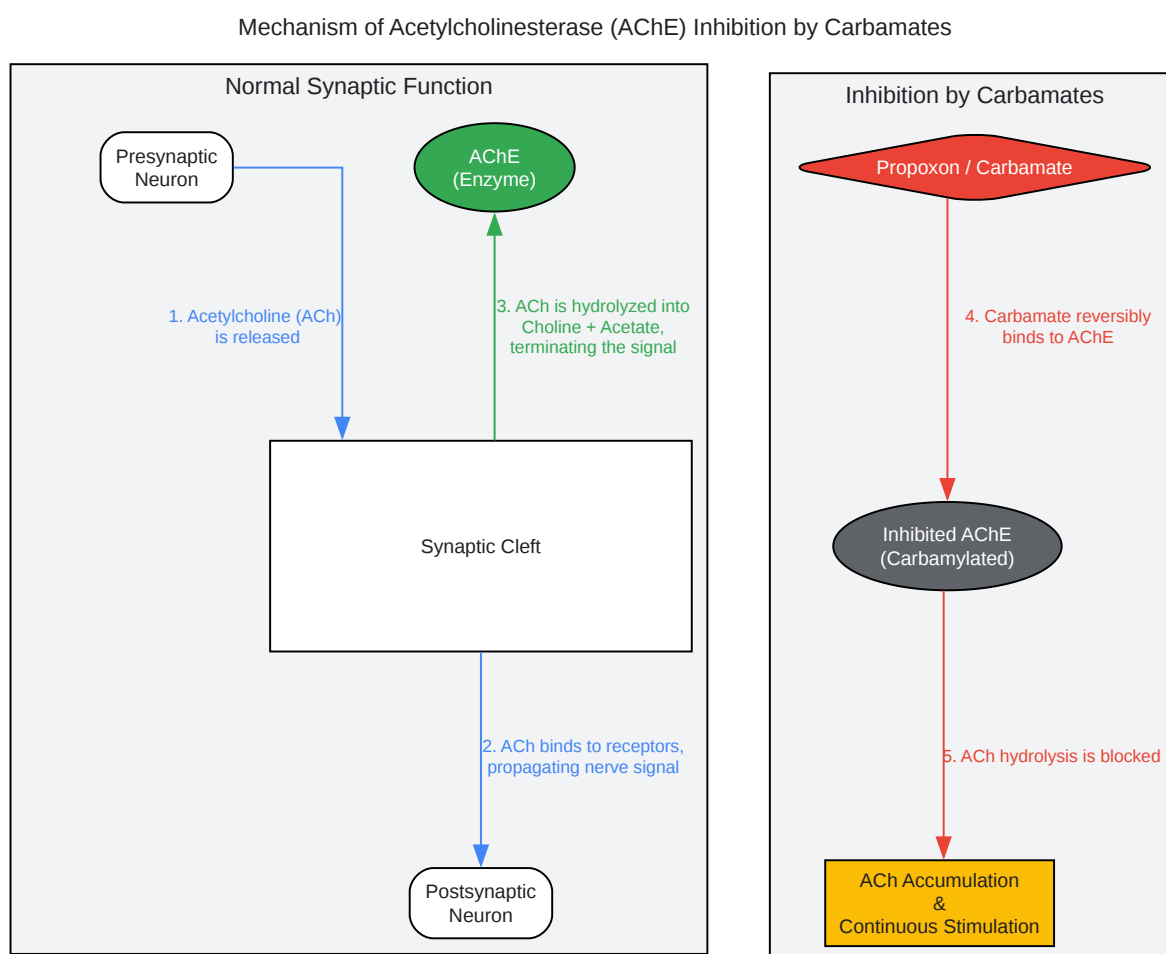 Mechanism of Acetylcholinesterase (AChE) Inhibition by Carbamates
Normal Synaptic Function
Presynaptic
Neuron
AChE
(Enzyme)
1. Acetylcholine (ACh)
is released
3. ACh is hydrolyzed into
Choline + Acetate,
terminating the signal
Synaptic Cleft
2. ACh binds to receptors,
propagating nerve signal
Postsynaptic
Neuron
Inhibition by Carbamates
Propoxon / Carbamate
4. Carbamate reversibly
binds to AChE
Inhibited AChE
(Carbamylated)
5. ACh hydrolysis is blocked
ACh Accumulation
&
Continuous Stimulation